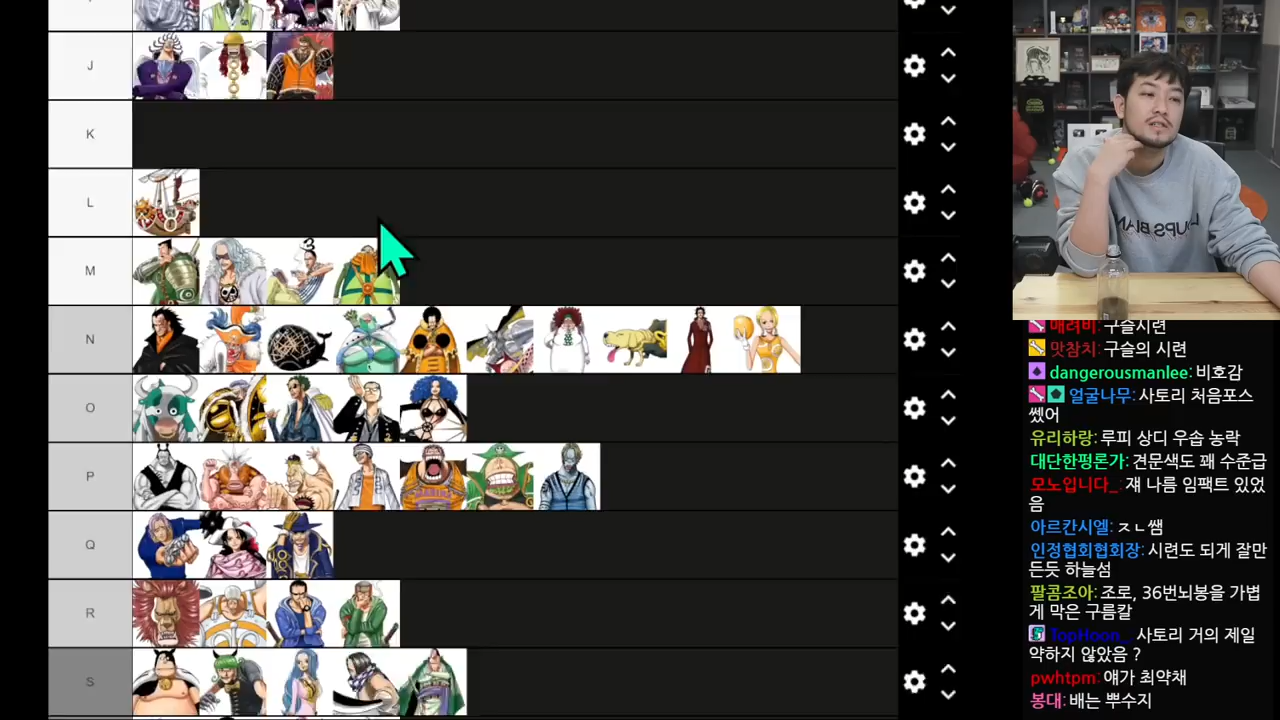 J
K
L
M
N
O
P
Q
R
S
매려비: 구슬시련
맛참치: 구슬의 시련
dangerousmanlee: 비호감
얼굴나무: 사토리 처음포스
쎘어
유리하랑: 루피 상디 우솝 농락
대단한평론가: 견문색도 꽤 수준급
모노입니다_: 쟤 나름 임팩트 있었
음
아르칸시엘: ㅈㄴ쌤
인정협회협회장: 시련도 되게 잘만
든듯 하늘섬
팔콤조아: 조로, 36번뇌봉을 가볍
게 막은 구름칼
TopHoon_: 사토리 거의 제일
약하지 않았음 ?
pwhtpm: 얘가 최약채
봉대: 배는 뿌수지